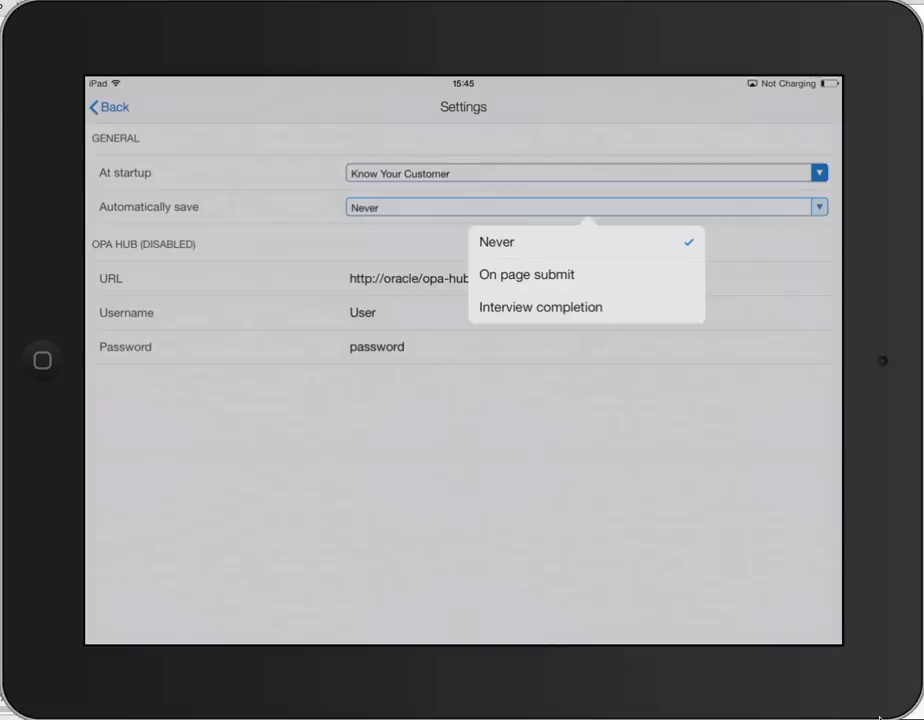 iPad 15:45 Not Charging
Back Settings
GENERAL
At startup Know Your Customer
Automatically save Never
Never
OPA HUB (DISABLED)
On page submit
URL http://oracle/opa-hub
Interview completion
Username User
Password password